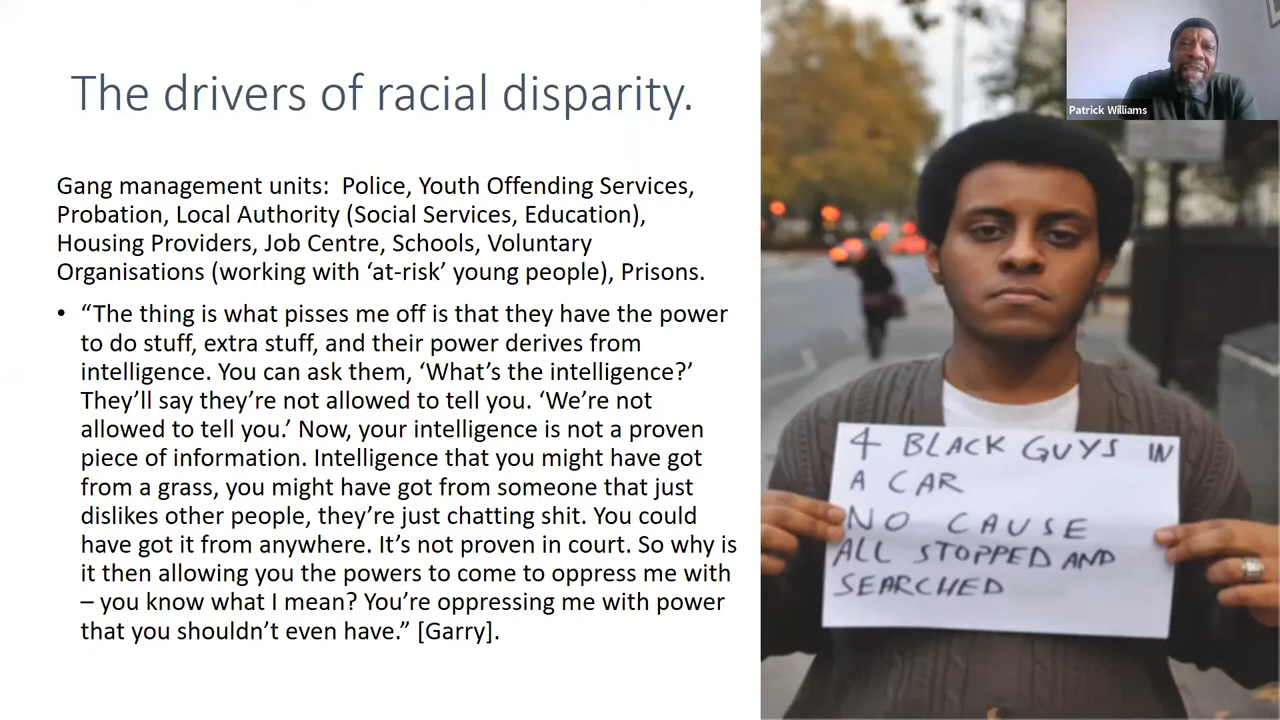 The drivers of racial disparity.
Gang management units:  Police, Youth Offending Services,
Probation, Local Authority (Social Services, Education),
Housing Providers, Job Centre, Schools, Voluntary
Organisations (working with ‘at-risk’ young people), Prisons.
• “The thing is what pisses me off is that they have the power
to do stuff, extra stuff, and their power derives from
intelligence. You can ask them, ‘What’s the intelligence?’
They’ll say they’re not allowed to tell you. ‘We’re not
allowed to tell you.’ Now, your intelligence is not a proven
piece of information. Intelligence that you might have got
from a grass, you might have got from someone that just
dislikes other people, they’re just chatting shit. You could
have got it from anywhere. It’s not proven in court. So why is
it then allowing you the powers to come to oppress me with
– you know what I mean? You’re oppressing me with power
that you shouldn’t even have.” [Garry].
Patrick Williams
4 BLACK GUYS IN
A CAR
NO CAUSE
ALL STOPPED AND
SEARCHED